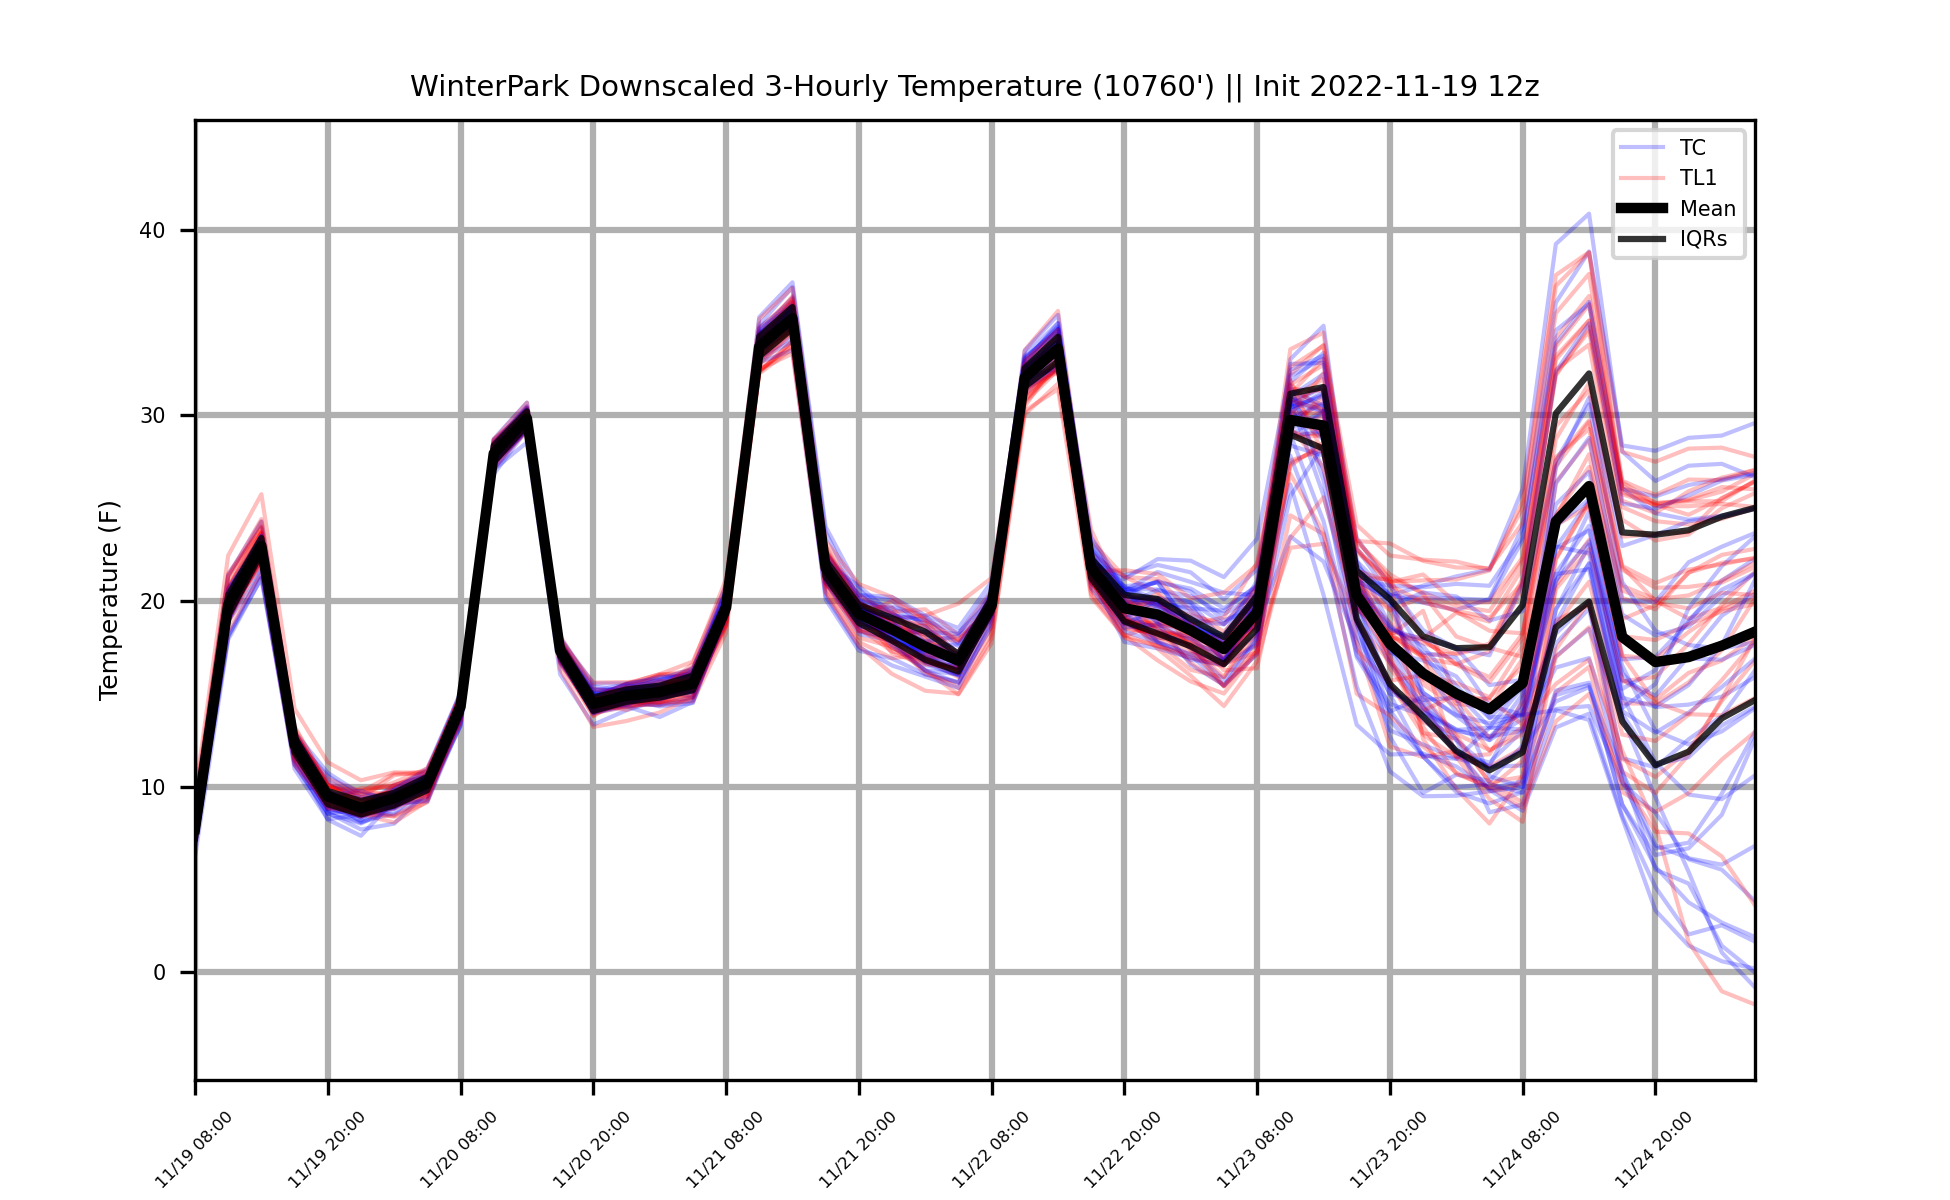 WinterPark Downscaled 3-Hourly Temperature (10760') || Init 2022-11-19 12z
TC
TL1
Mean
IQRs
Temperature (F)
40
30
20
10
0
11/19 08:00
11/19 20:00
11/20 08:00
11/20 20:00
11/21 08:00
11/21 20:00
11/22 08:00
11/22 20:00
11/23 08:00
11/23 20:00
11/24 08:00
11/24 20:00